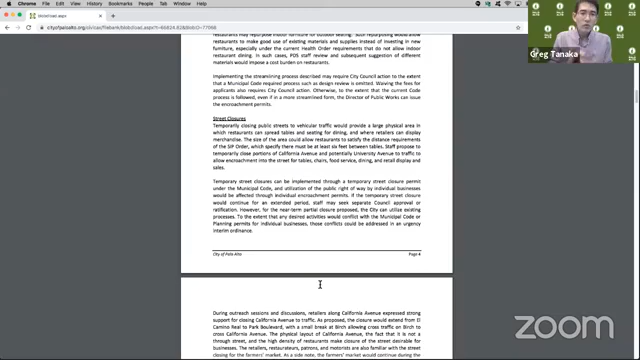 Chrome File Edit View History Bookmarks People Tab Window Help
blobdload.aspx
restaurants may repurpose indoor furniture for outdoor seating. Such repurposing would allow
restaurants to make good use of existing materials and supplies instead of investing in new
furniture, especially under the current Health Order requirements that do not allow indoor
restaurant dining. In such cases, PDS staff review and subsequent suggestion of different
materials would impose a cost burden on restaurants.
Implementing the streamlining process described may require City Council action to the extent
that a Municipal Code required process such as design review is omitted. Waiving the fees for
applicants also requires City Council action. Otherwise, to the extent that the current Code
process is followed, even if in a more streamlined form, the Director of Public Works can issue
the encroachment permits.
Street Closures
Temporarily closing public streets to vehicular traffic would provide a large physical area in
which restaurants can spread tables and seating for dining, and where retailers can display
merchandise. The size of the area could allow restaurants to satisfy the distance requirements
of the SIP Order, which specify there must be at least six feet between tables. Staff propose to
temporarily close portions of California Avenue and potentially University Avenue to traffic to
allow encroachment into the street for tables, chairs, food service, dining, and retail display and
sales.
Temporary street closures can be implemented through a temporary street closure permit
under the Municipal Code, and utilization of the public right of way by individual businesses
would be affected through individual encroachment permits. If the temporary street closure
would continue for an extended period, staff may seek separate Council approval or
ratification. However, for the near-term partial closure proposed, the City can utilize existing
processes. To the extent that any desired activities would conflict with the Municipal Code or
Planning permits for individual businesses, those conflicts could be addressed in an urgency
interim ordinance.
City of Palo Alto Page 4
During outreach sessions and discussions, retailers along California Avenue expressed strong
support for closing California Avenue to traffic. As proposed, the closure would extend from El
Camino Real to Park Boulevard, with a small break at Birch allowing cross traffic on Birch to
cross California Avenue. The physical layout of California Avenue, the fact that it is not a
through street, and the high density of restaurants make closure of the street desirable for
businesses. The retailers, restaurateurs, patrons, and motorists are also familiar with the street
closing for the farmers' market. As a side note, the farmers' market would continue during the
Greg Tanaka
zoom